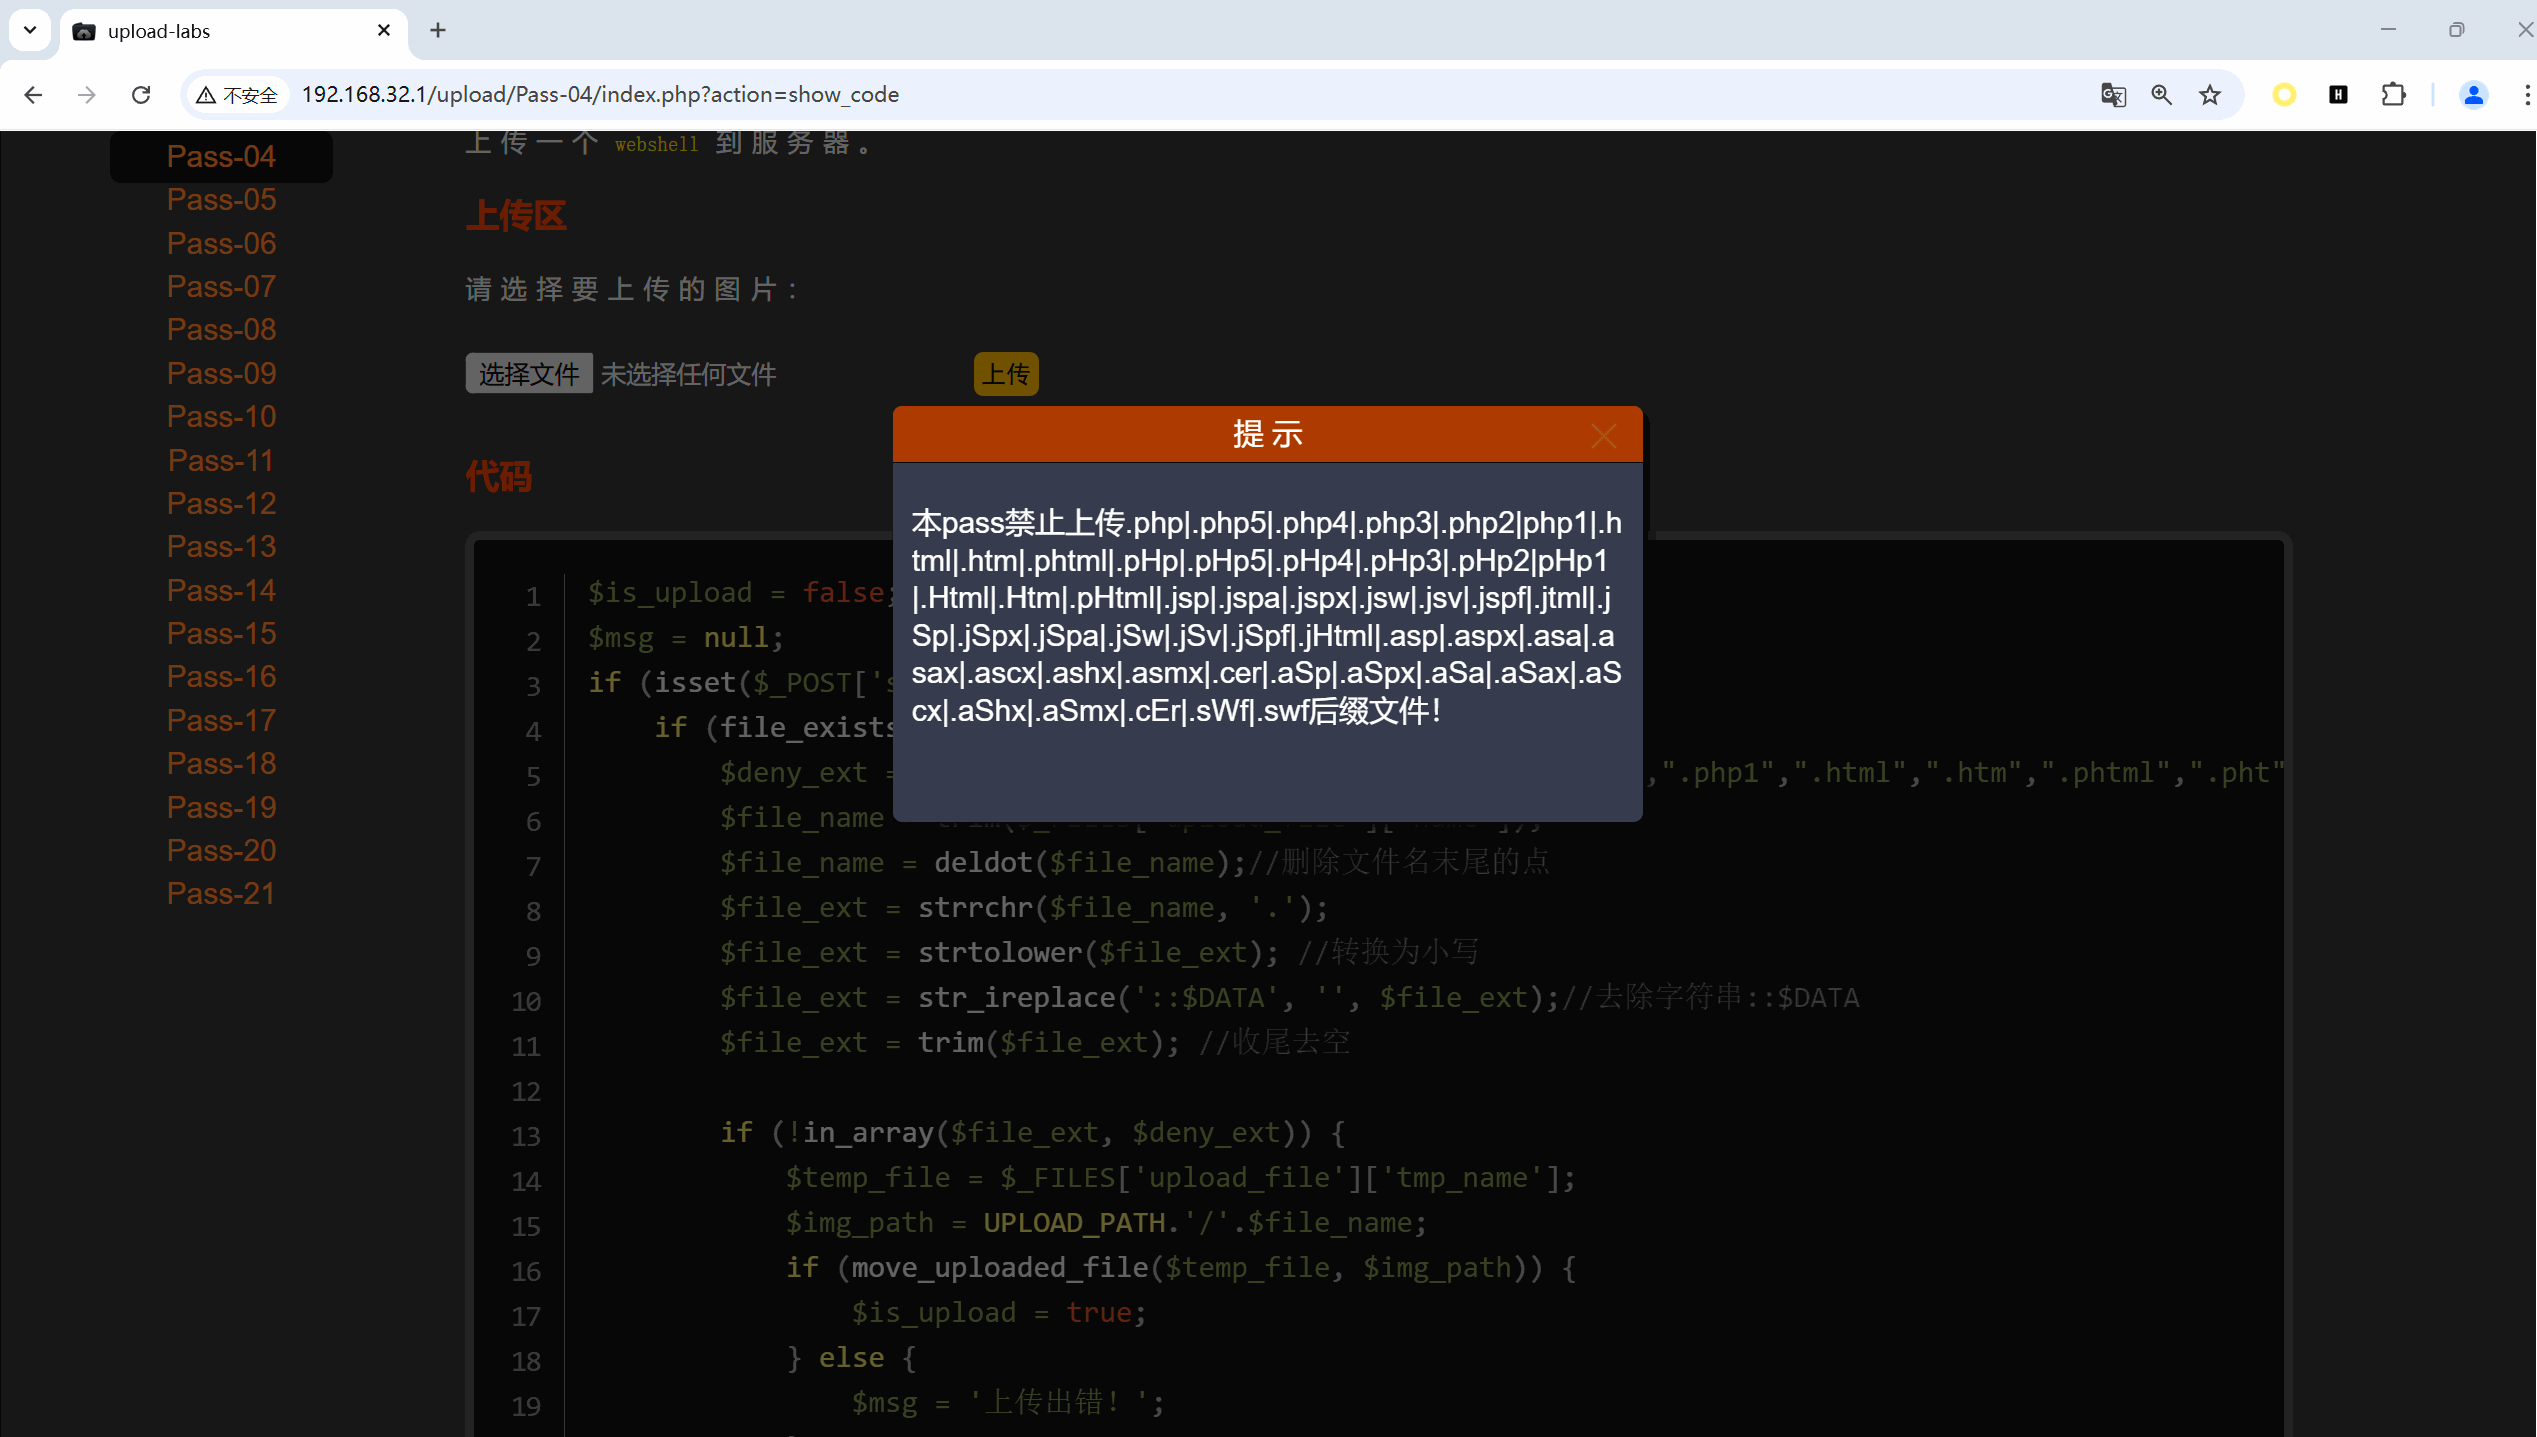 upload-labs
不安全
192.168.32.1/upload/Pass-04/index.php?action=show_code
Pass-04
Pass-05
Pass-06
Pass-07
Pass-08
Pass-09
Pass-10
Pass-11
Pass-12
Pass-13
Pass-14
Pass-15
Pass-16
Pass-17
Pass-18
Pass-19
Pass-20
Pass-21
上传一个 webshell 到服务器。
上传区
请选择要上传的图片：
选择文件 未选择任何文件 上传
代码
提示
本pass禁止上传.php|.php5|.php4|.php3|.php2|php1|.h
tml|.htm|.phtml|.pHp|.pHp5|.pHp4|.pHp3|.pHp2|pHp1
|.Html|.Htm|.pHtml|.jsp|.jspa|.jspx|.jsw|.jsv|.jspf|.jtml|.j
Sp|.jSpx|.jSpa|.jSw|.jSv|.jSpf|.jHtml|.asp|.aspx|.asa|.a
sax|.ascx|.ashx|.asmx|.cer|.aSp|.aSpx|.aSa|.aSax|.aS
cx|.aShx|.aSmx|.cEr|.sWf|.swf后缀文件！
1 $is_upload = false;
2 $msg = null;
3 if (isset($_POST['s
4 if (file_exists
5 $deny_ext = ,".php1",".html",".htm",".phtml",".pht"
6 $file_name
7 $file_name = deldot($file_name);//删除文件名末尾的点
8 $file_ext = strrchr($file_name, '.');
9 $file_ext = strtolower($file_ext); //转换为小写
10 $file_ext = str_ireplace('::$DATA', '', $file_ext);//去除字符串::$DATA
11 $file_ext = trim($file_ext); //收尾去空
12
13 if (!in_array($file_ext, $deny_ext)) {
14 $temp_file = $_FILES['upload_file']['tmp_name'];
15 $img_path = UPLOAD_PATH.'/'.$file_name;
16 if (move_uploaded_file($temp_file, $img_path)) {
17 $is_upload = true;
18 } else {
19 $msg = '上传出错！';